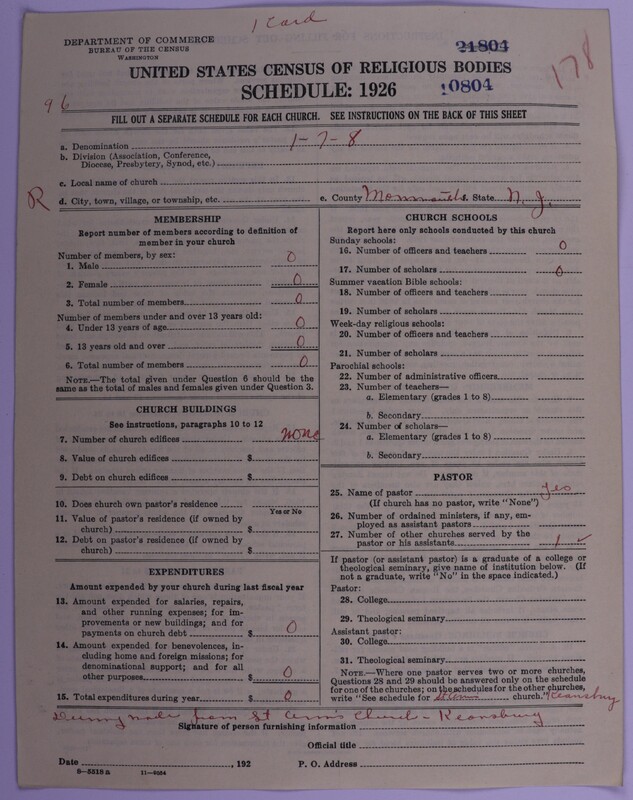 1 Card
DEPARTMENT OF COMMERCE
BUREAU OF THE CENSUS
WASHINGTON
21804
UNITED STATES CENSUS OF RELIGIOUS BODIES
178
SCHEDULE: 1926
10804
96
FILL OUT A SEPARATE SCHEDULE FOR EACH CHURCH. SEE INSTRUCTIONS ON THE BACK OF THIS SHEET
a. Denomination 1-7-8
b. Division (Association, Conference,
Diocese, Presbytery, Synod, etc.)
c. Local name of church
R
d. City, town, village, or township, etc. e. County Monmouth f. State N. J.
MEMBERSHIP
Report number of members according to definition of
member in your church
Number of members, by sex:
1. Male 0
2. Female 0
3. Total number of members 0
Number of members under and over 13 years old:
4. Under 13 years of age 0
5. 13 years old and over 0
6. Total number of members 0
NOTE.—The total given under Question 6 should be the
same as the total of males and females given under Question 3.
CHURCH BUILDINGS
See instructions, paragraphs 10 to 12
7. Number of church edifices none
8. Value of church edifices $
9. Debt on church edifices $
10. Does church own pastor's residence
Yes or No
11. Value of pastor's residence (if owned by
church) $
12. Debt on pastor's residence (if owned by
church) $
EXPENDITURES
Amount expended by your church during last fiscal year
13. Amount expended for salaries, repairs,
and other running expenses; for im-
provements or new buildings; and for
payments on church debt $ 0
14. Amount expended for benevolences, in-
cluding home and foreign missions; for
denominational support; and for all
other purposes $ 0
15. Total expenditures during year $ 0
CHURCH SCHOOLS
Report here only schools conducted by this church
Sunday schools:
16. Number of officers and teachers 0
17. Number of scholars 0
Summer vacation Bible schools:
18. Number of officers and teachers
19. Number of scholars
Week-day religious schools:
20. Number of officers and teachers
21. Number of scholars
Parochial schools:
22. Number of administrative officers
23. Number of teachers—
a. Elementary (grades 1 to 8)
b. Secondary
24. Number of scholars—
a. Elementary (grades 1 to 8)
b. Secondary
PASTOR
25. Name of pastor Yes
(If church has no pastor, write "None")
26. Number of ordained ministers, if any, em-
ployed as assistant pastors
27. Number of other churches served by the
pastor or his assistants 1 ✓
If pastor (or assistant pastor) is a graduate of a college or
theological seminary, give name of institution below. (If
not a graduate, write "No" in the space indicated.)
Pastor:
28. College
29. Theological seminary
Assistant pastor:
30. College
31. Theological seminary
NOTE.—Where one pastor serves two or more churches,
Questions 28 and 29 should be answered only on the schedule
for one of the churches; on the schedules for the other churches,
write "See schedule for St Anns church." Keansburg
Dummy made from St Anns Church - Keansburg
Signature of person furnishing information
Official title
Date , 192 P. O. Address
8—5318 a 11—9034